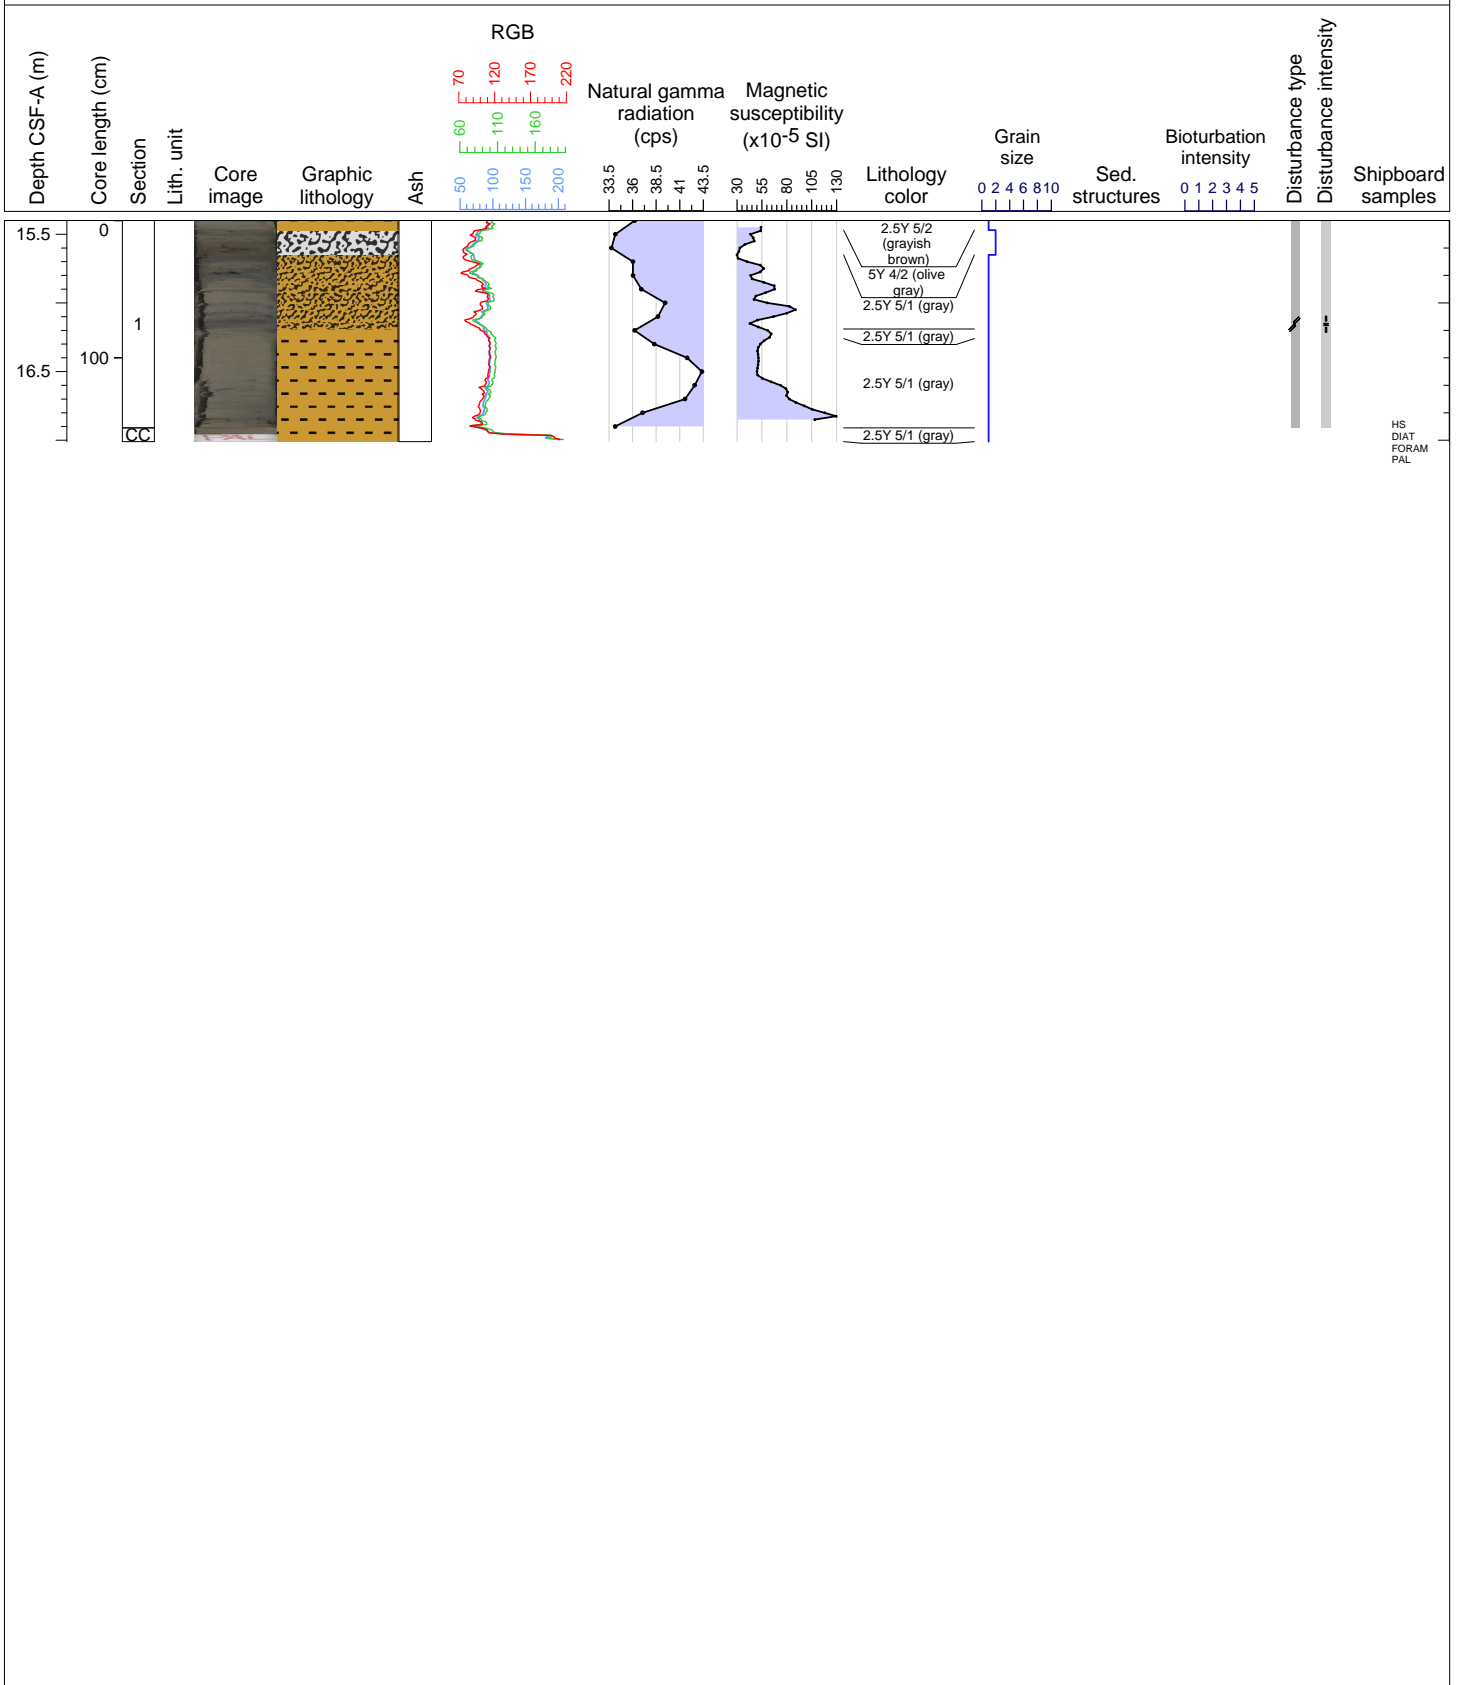 RGB
70 120 170 220
60 110 160
50 100 150 200
Depth CSF-A (m)
Core length (cm)
Section
Lith. unit
Core
image
Graphic
lithology
Ash
Natural gamma
radiation
(cps)
33.5 36 38.5 41 43.5
Magnetic
susceptibility
(x10-5 SI)
30 55 80 105 130
Lithology
color
Grain
size
0 2 4 6 8 10
Sed.
structures
Bioturbation
intensity
0 1 2 3 4 5
Disturbance type
Disturbance intensity
Shipboard
samples
15.5
16.5
0
100
1
CC
2.5Y 5/2
(grayish
brown)
5Y 4/2 (olive
gray)
2.5Y 5/1 (gray)
2.5Y 5/1 (gray)
2.5Y 5/1 (gray)
2.5Y 5/1 (gray)
HS
DIAT
FORAM
PAL